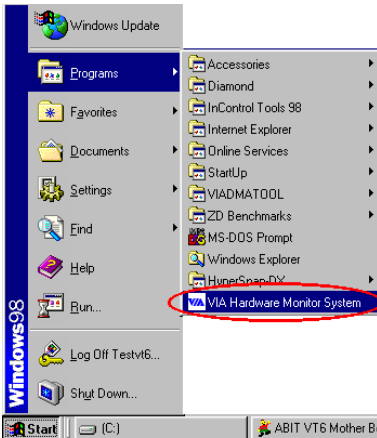 Windows Update
Programs
Favorites
Documents
Settings
Find
Help
Run...
Log Off Testvt6...
Shut Down...
Windows98
Accessories
Diamond
InControl Tools 98
Internet Explorer
Online Services
StartUp
VIADMATOOL
ZD Benchmarks
MS-DOS Prompt
Windows Explorer
HyperSnap-DX
VIA VIA Hardware Monitor System
Start
(C:)
ABIT VT6 Mother B